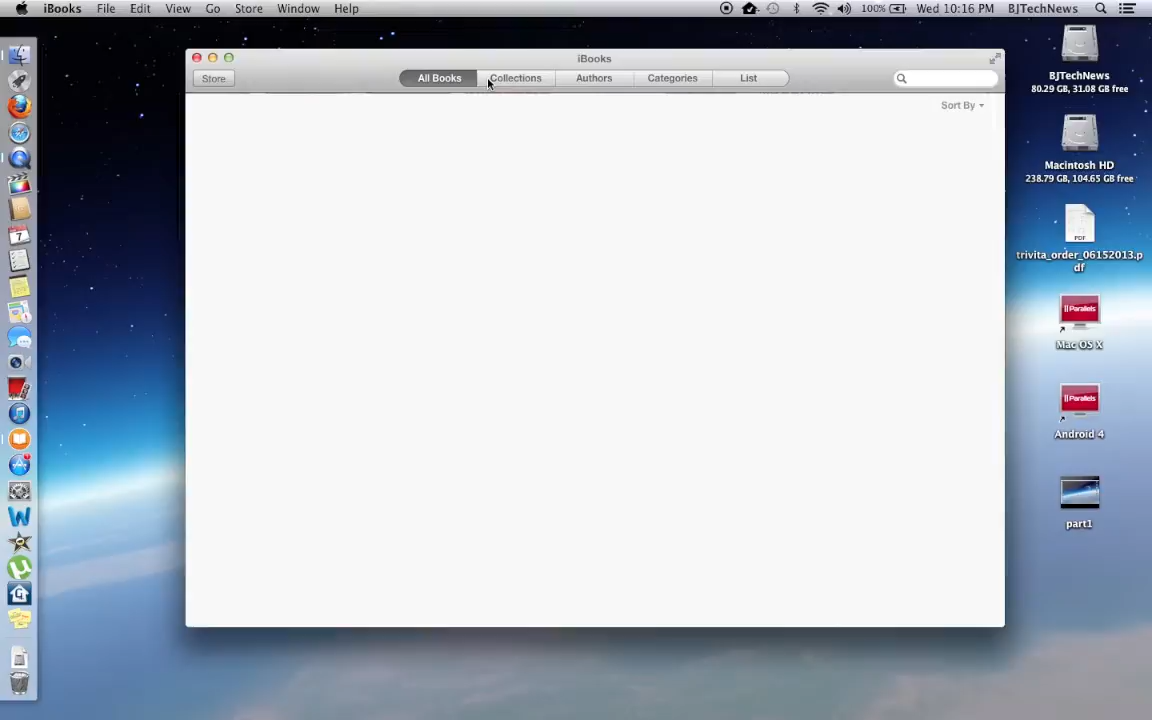 iBooks File Edit View Go Store Window Help 100% Wed 10:16 PM BJTechNews
iBooks
Store All Books Collections Authors Categories List
Sort By
BJTechNews
80.29 GB, 31.08 GB free
Macintosh HD
238.79 GB, 104.65 GB free
PDF
trivita_order_06152013.p
df
|| Parallels
Mac OS X
|| Parallels
Android 4
part1
7